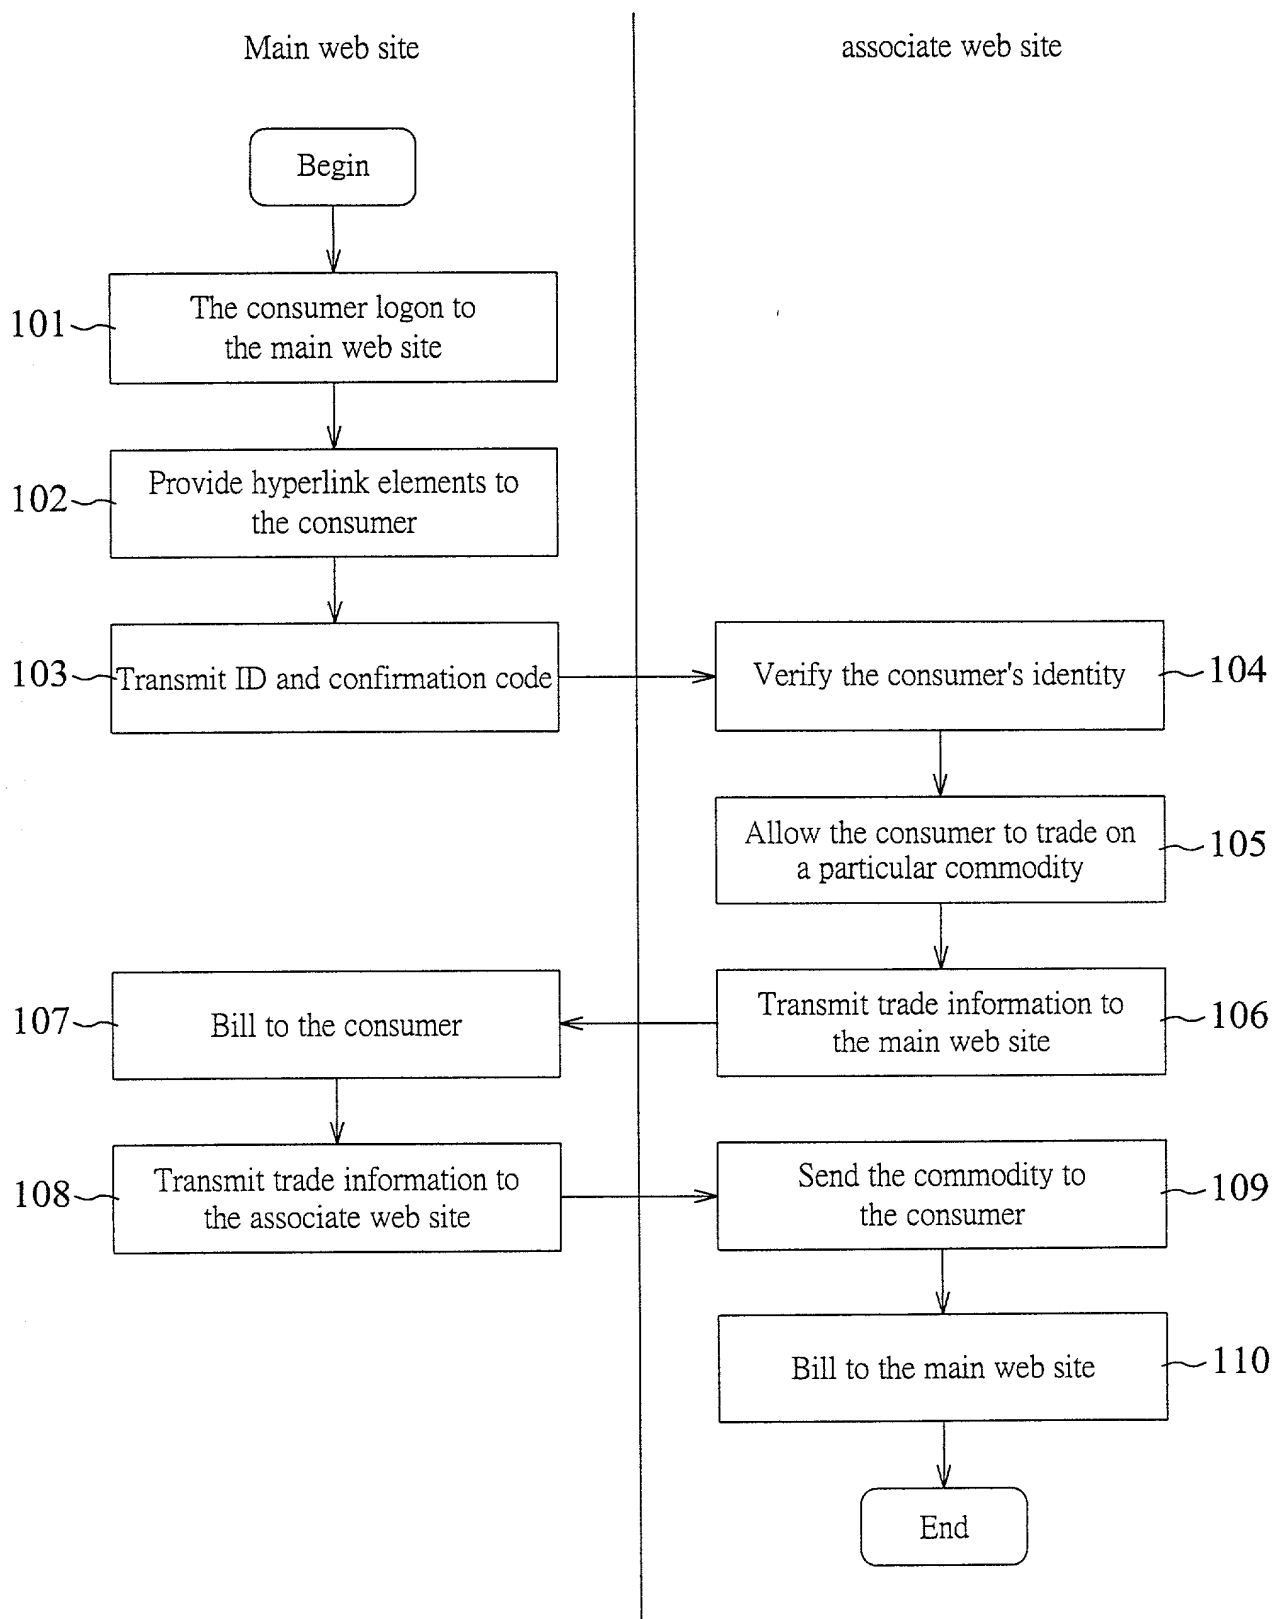 Main web site
associate web site
Begin
101
The consumer logon to
the main web site
102
Provide hyperlink elements to
the consumer
103
Transmit ID and confirmation code
Verify the consumer's identity
104
Allow the consumer to trade on
a particular commodity
105
Transmit trade information to
the main web site
106
107
Bill to the consumer
108
Transmit trade information to
the associate web site
Send the commodity to
the consumer
109
Bill to the main web site
110
End